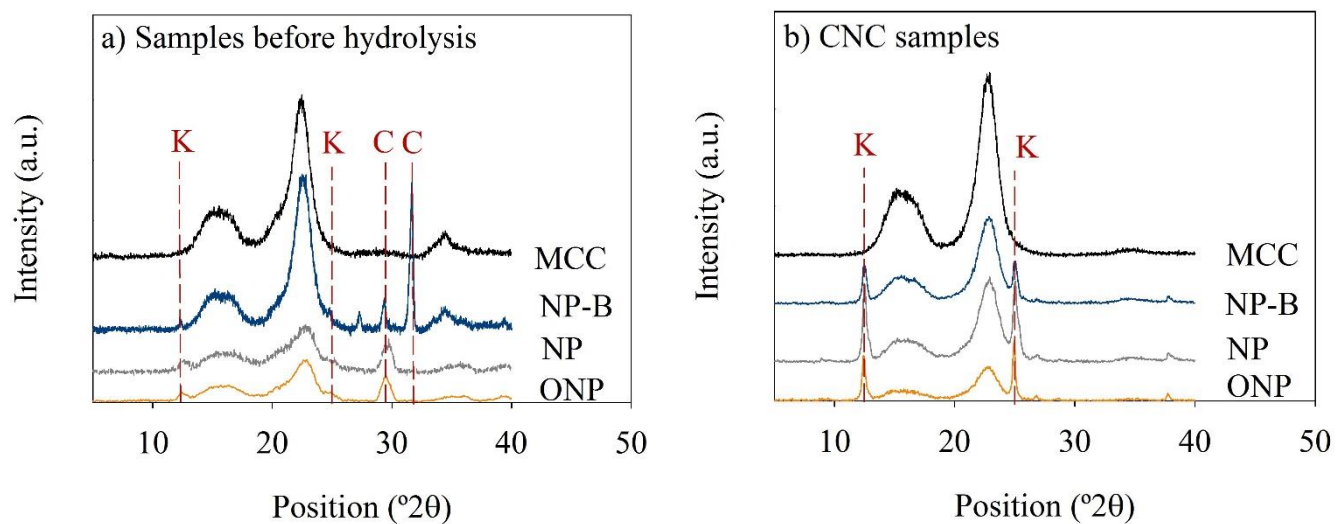 a) Samples before hydrolysis
Intensity (a.u.)
K
K
C
C
MCC
NP-B
NP
ONP
10
20
30
40
50
Position (º2θ)
b) CNC samples
Intensity (a.u.)
K
K
MCC
NP-B
NP
ONP
10
20
30
40
50
Position (º2θ)